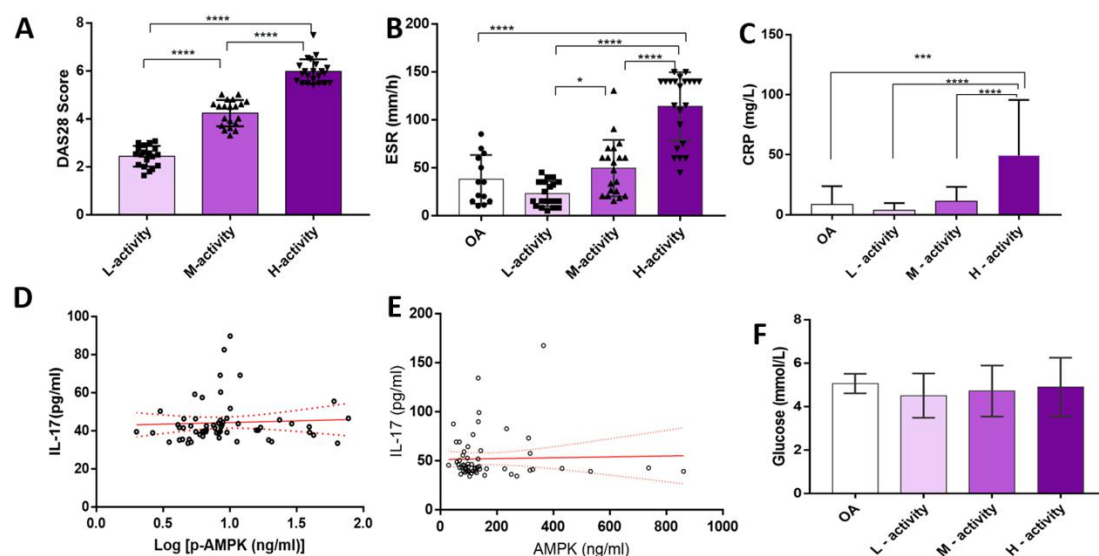 A
DAS28 Score
8
6
4
2
0
****
****
****
L-activity
M-activity
H-activity
B
ESR (mm/h)
200
150
100
50
0
****
****
****
*
OA
L-activity
M-activity
H-activity
C
CRP (mg/L)
150
100
50
0
***
****
****
OA
L - activity
M - activity
H - activity
D
IL-17(pg/ml)
100
80
60
40
20
0
0.0 0.5 1.0 1.5 2.0
Log [p-AMPK (ng/ml)]
E
IL-17 (pg/ml)
200
150
100
50
0
0 200 400 600 800 1000
AMPK (ng/ml)
F
Glucose (mmol/L)
8
6
4
2
0
OA
L - activity
M - activity
H - activity